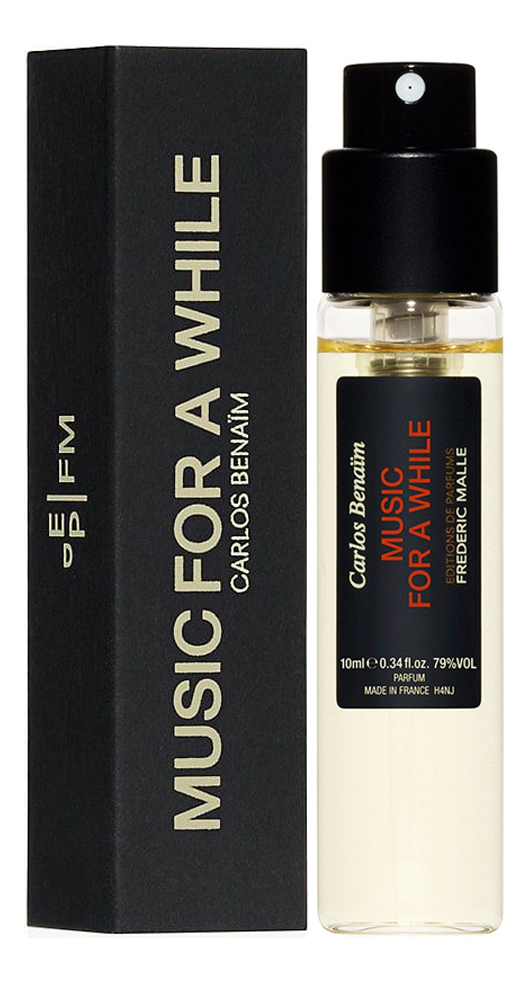 E
P
D
FM
MUSIC FOR A WHILE
CARLOS BENAÏM
Carlos Benaïm
MUSIC
FOR A WHILE
EDITIONS DE PARFUMS
FREDERIC MALLE
10ml ℮ 0.34 fl.oz. 79%VOL
PARFUM
MADE IN FRANCE H4NJ